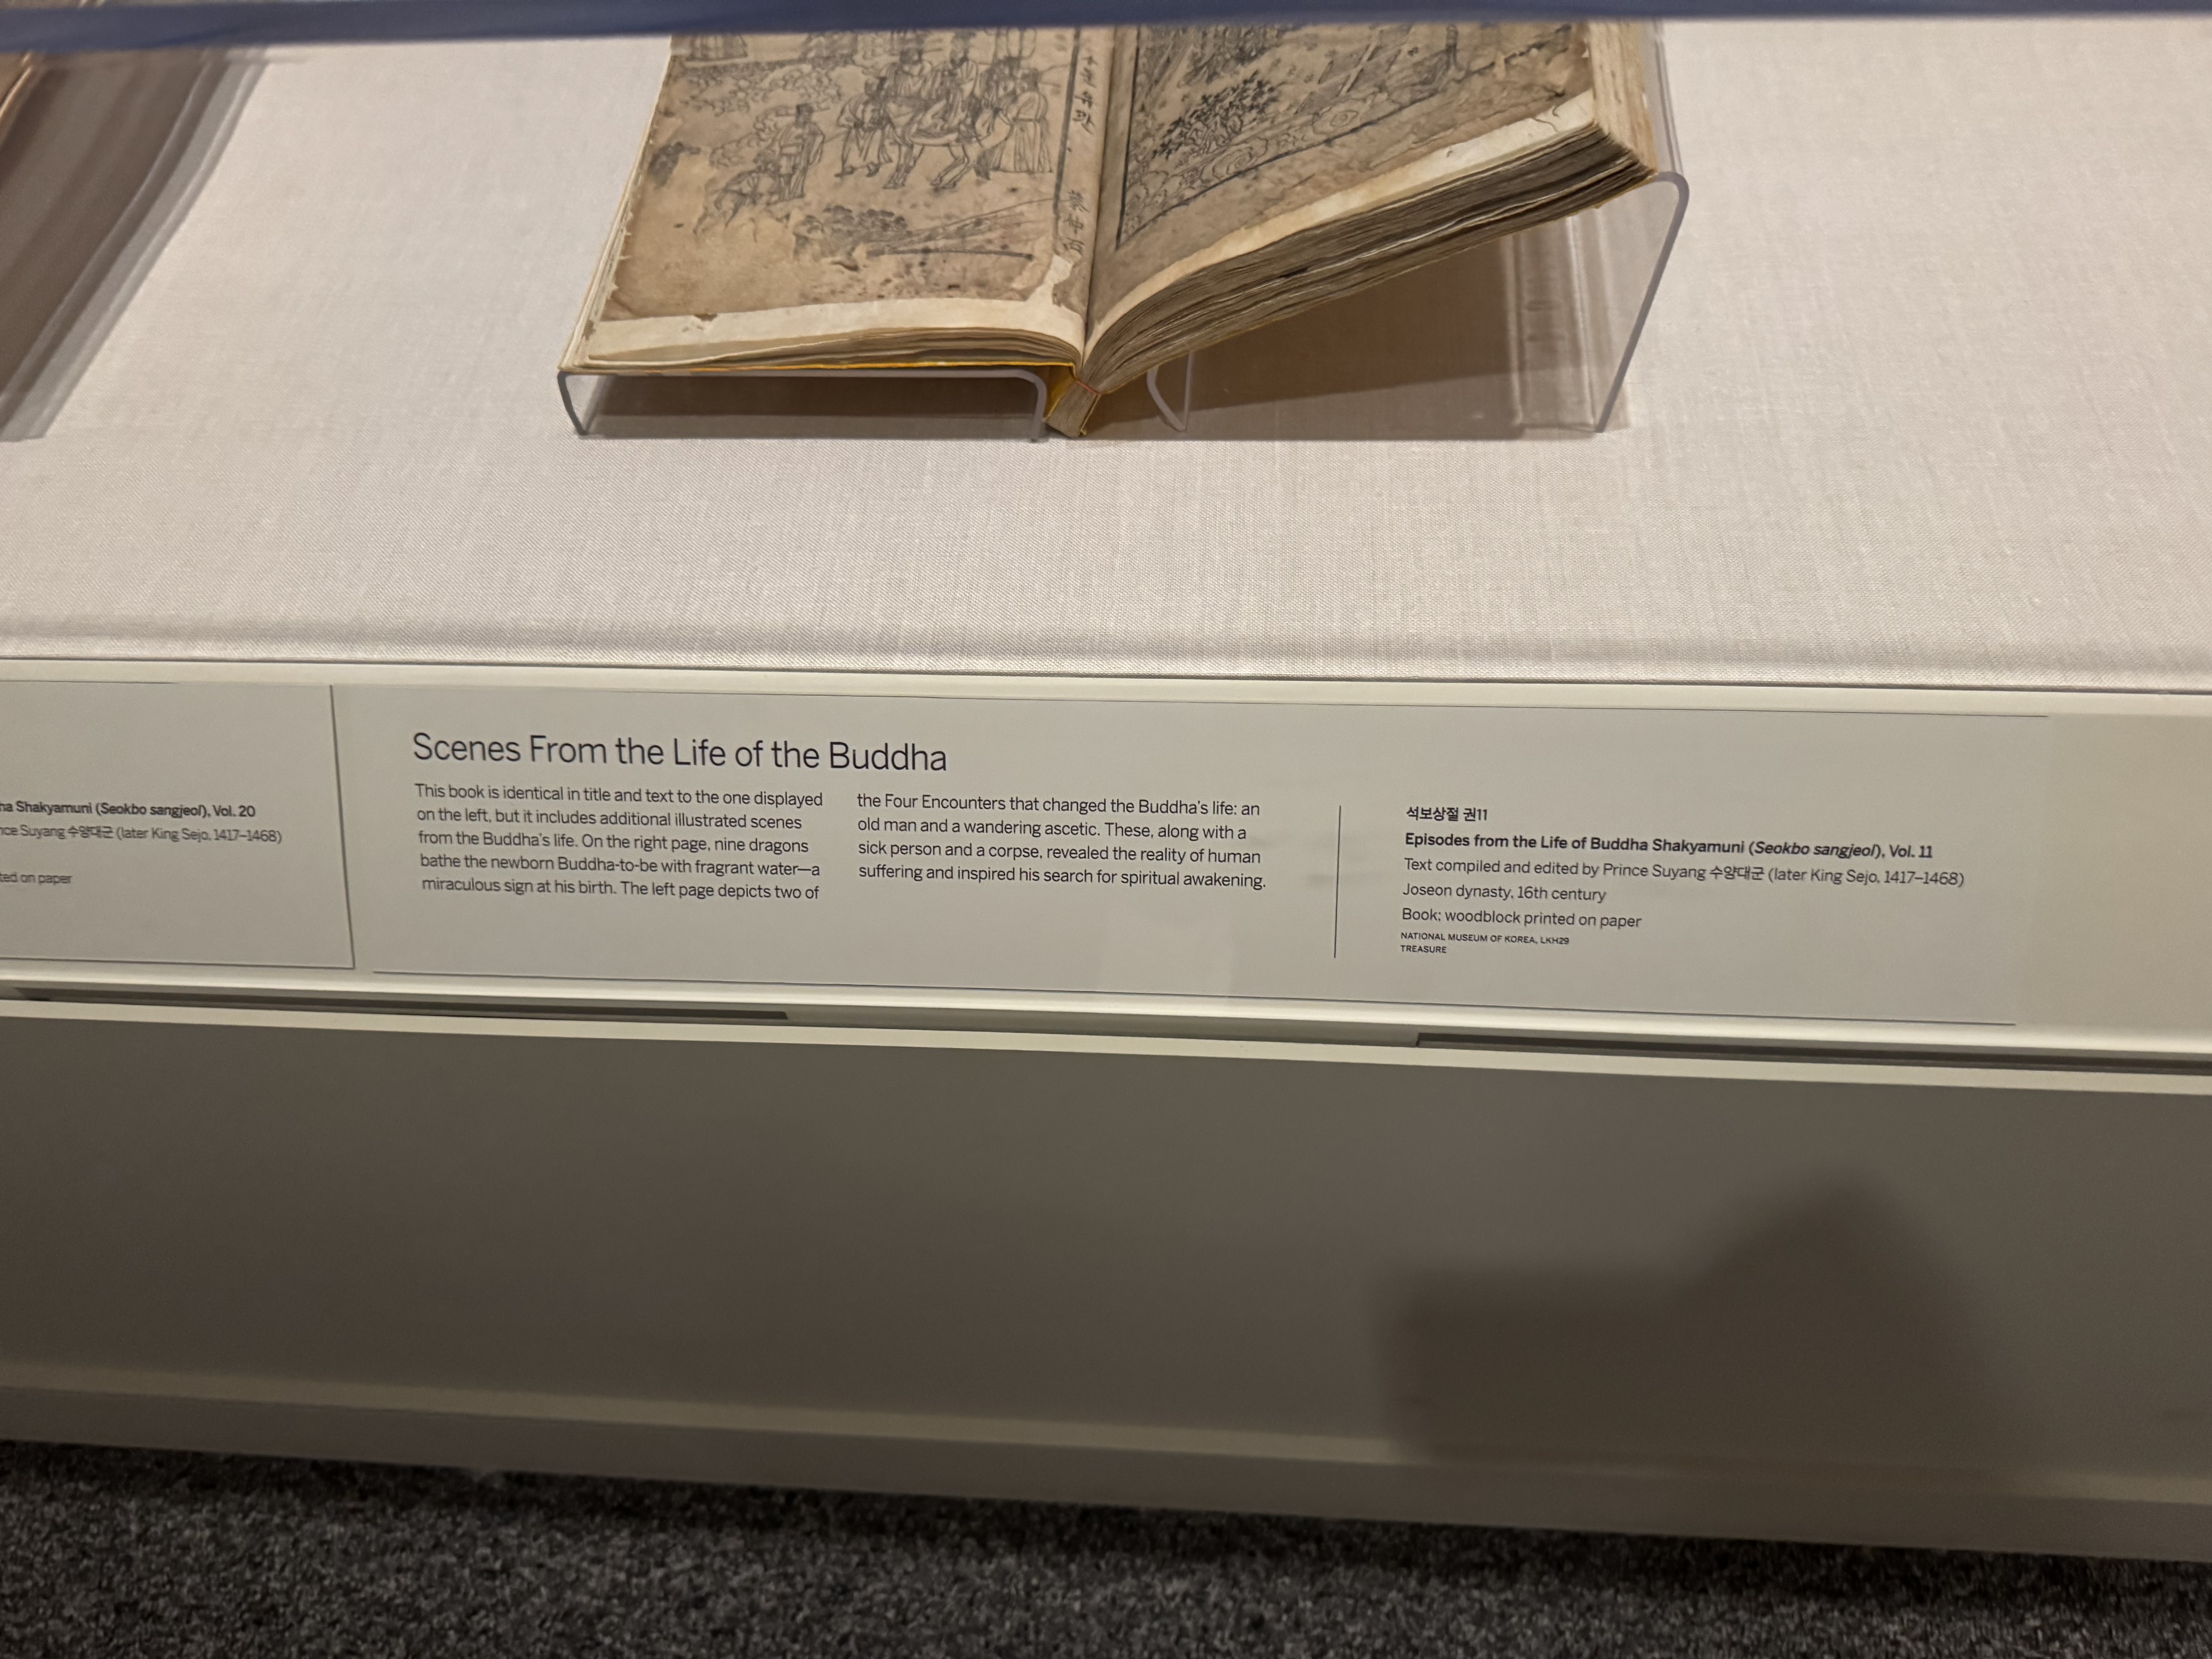 ha Shakyamuni (Seokbo sangjeol), Vol. 20
nce Suyang 수양대군 (later King Sejo, 1417–1468)
ted on paper
Scenes From the Life of the Buddha
This book is identical in title and text to the one displayed
on the left, but it includes additional illustrated scenes
from the Buddha's life. On the right page, nine dragons
bathe the newborn Buddha-to-be with fragrant water—a
miraculous sign at his birth. The left page depicts two of
the Four Encounters that changed the Buddha's life: an
old man and a wandering ascetic. These, along with a
sick person and a corpse, revealed the reality of human
suffering and inspired his search for spiritual awakening.
석보상절 권11
Episodes from the Life of Buddha Shakyamuni (Seokbo sangjeol), Vol. 11
Text compiled and edited by Prince Suyang 수양대군 (later King Sejo, 1417–1468)
Joseon dynasty, 16th century
Book: woodblock printed on paper
NATIONAL MUSEUM OF KOREA, LKH29
TREASURE